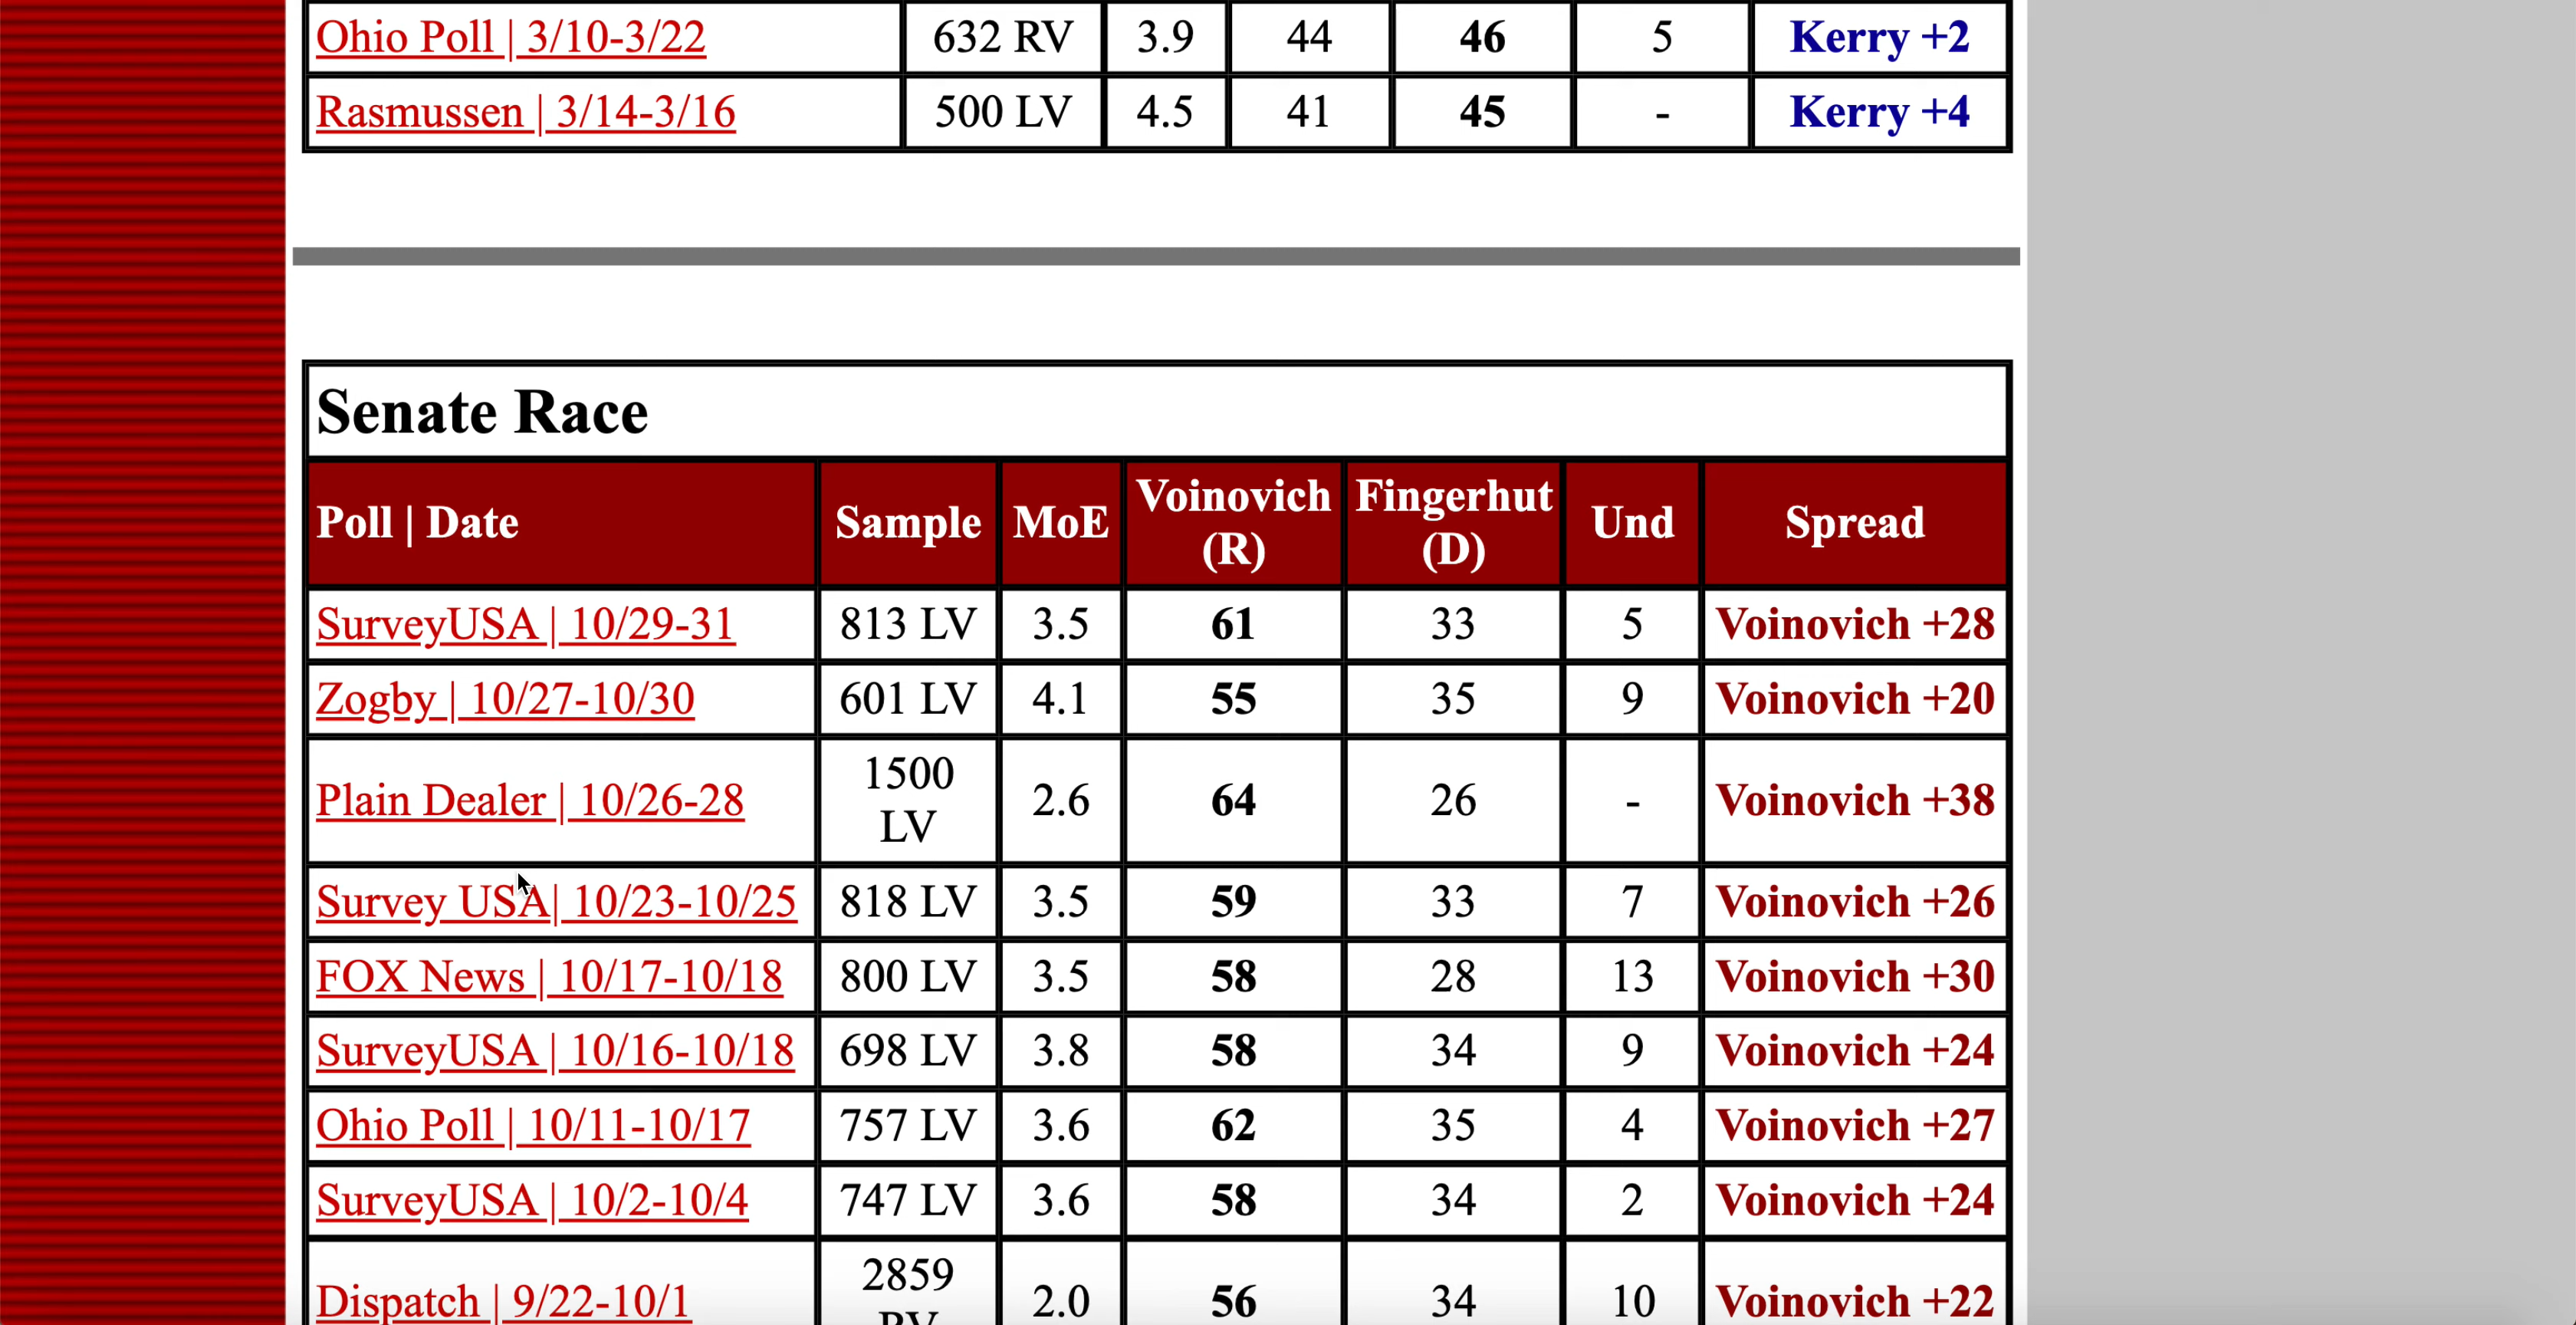 Ohio Poll | 3/10-3/22 632 RV 3.9 44 46 5 Kerry +2
Rasmussen | 3/14-3/16 500 LV 4.5 41 45 - Kerry +4
Senate Race
Poll | Date Sample MoE Voinovich (R) Fingerhut (D) Und Spread
SurveyUSA | 10/29-31 813 LV 3.5 61 33 5 Voinovich +28
Zogby | 10/27-10/30 601 LV 4.1 55 35 9 Voinovich +20
Plain Dealer | 10/26-28 1500 LV 2.6 64 26 - Voinovich +38
Survey USA| 10/23-10/25 818 LV 3.5 59 33 7 Voinovich +26
FOX News | 10/17-10/18 800 LV 3.5 58 28 13 Voinovich +30
SurveyUSA | 10/16-10/18 698 LV 3.8 58 34 9 Voinovich +24
Ohio Poll | 10/11-10/17 757 LV 3.6 62 35 4 Voinovich +27
SurveyUSA | 10/2-10/4 747 LV 3.6 58 34 2 Voinovich +24
Dispatch | 9/22-10/1 2859 RV 2.0 56 34 10 Voinovich +22